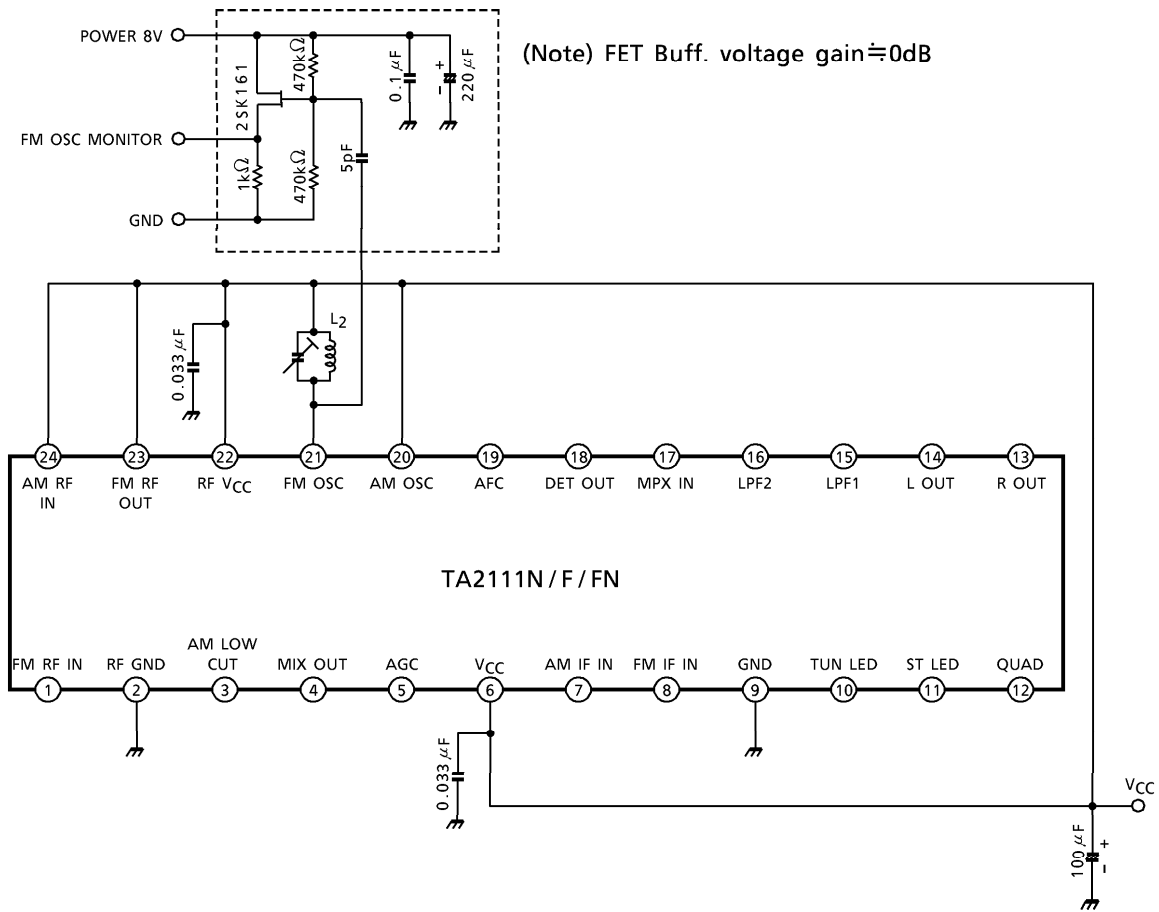 POWER 8V
(Note) FET Buff. voltage gain≒0dB
2SK161
470kΩ
0.1μF
+
-
220μF
FM OSC MONITOR
1kΩ
470kΩ
5pF
GND
L2
0.033μF
24 23 22 21 20 19 18 17 16 15 14 13
AM RF IN
FM RF OUT
RF VCC
FM OSC
AM OSC
AFC
DET OUT
MPX IN
LPF2
LPF1
L OUT
R OUT
TA2111N/F/FN
FM RF IN
RF GND
AM LOW CUT
MIX OUT
AGC
VCC
AM IF IN
FM IF IN
GND
TUN LED
ST LED
QUAD
1 2 3 4 5 6 7 8 9 10 11 12
0.033μF
VCC
100μF
+
-